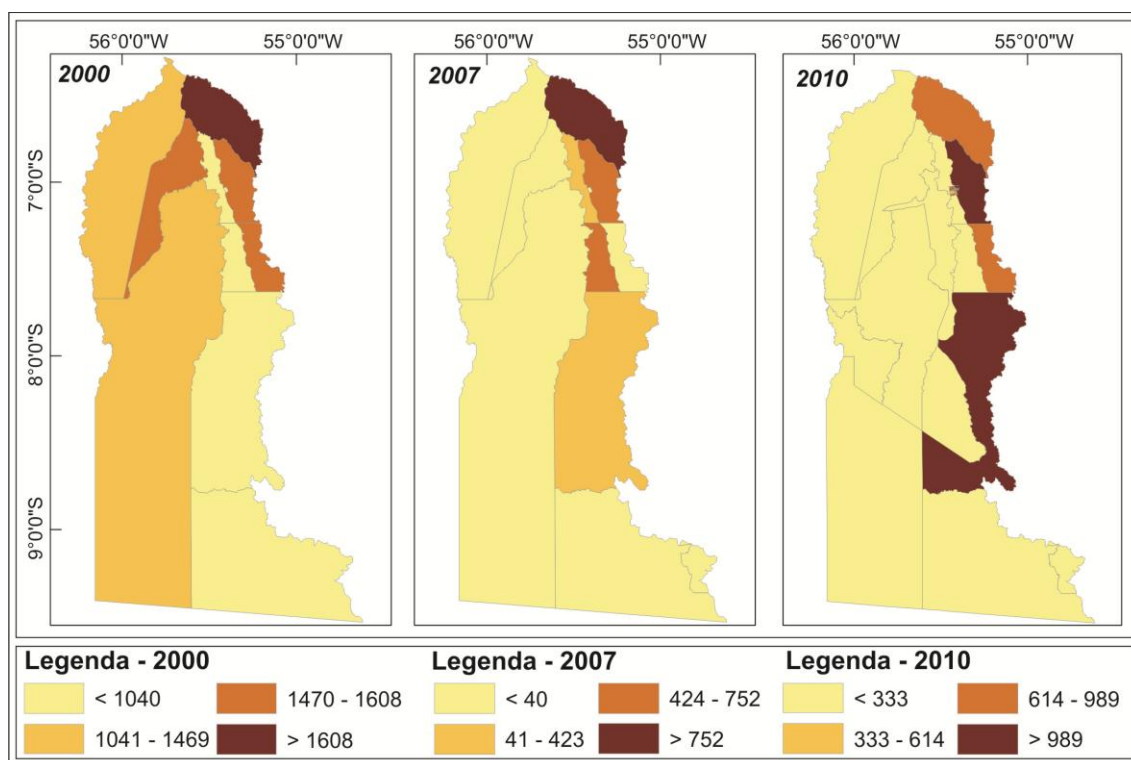 56°0'0"W 55°0'0"W 56°0'0"W 55°0'0"W 56°0'0"W 55°0'0"W
2000 2007 2010
7°0'0"S
8°0'0"S
9°0'0"S
Legenda - 2000 Legenda - 2007 Legenda - 2010
< 1040 1470 - 1608 < 40 424 - 752 < 333 614 - 989
1041 - 1469 > 1608 41 - 423 > 752 333 - 614 > 989